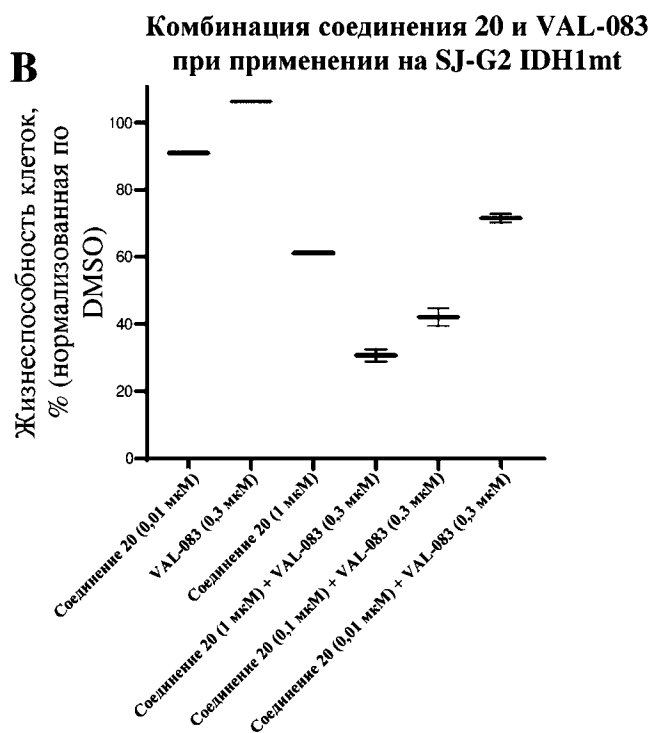 Комбинация соединения 20 и VAL-083
при применении на SJ-G2 IDH1mt
B
Жизнеспособность клеток,
% (нормализованная по
DMSO)
100
80
60
40
20
0
Соединение 20 (0,01 мкМ)
VAL-083 (0,3 мкМ)
Соединение 20 (1 мкМ)
Соединение 20 (1 мкМ) + VAL-083 (0,3 мкМ)
Соединение 20 (0,1 мкМ) + VAL-083 (0,3 мкМ)
Соединение 20 (0,01 мкМ) + VAL-083 (0,3 мкМ)